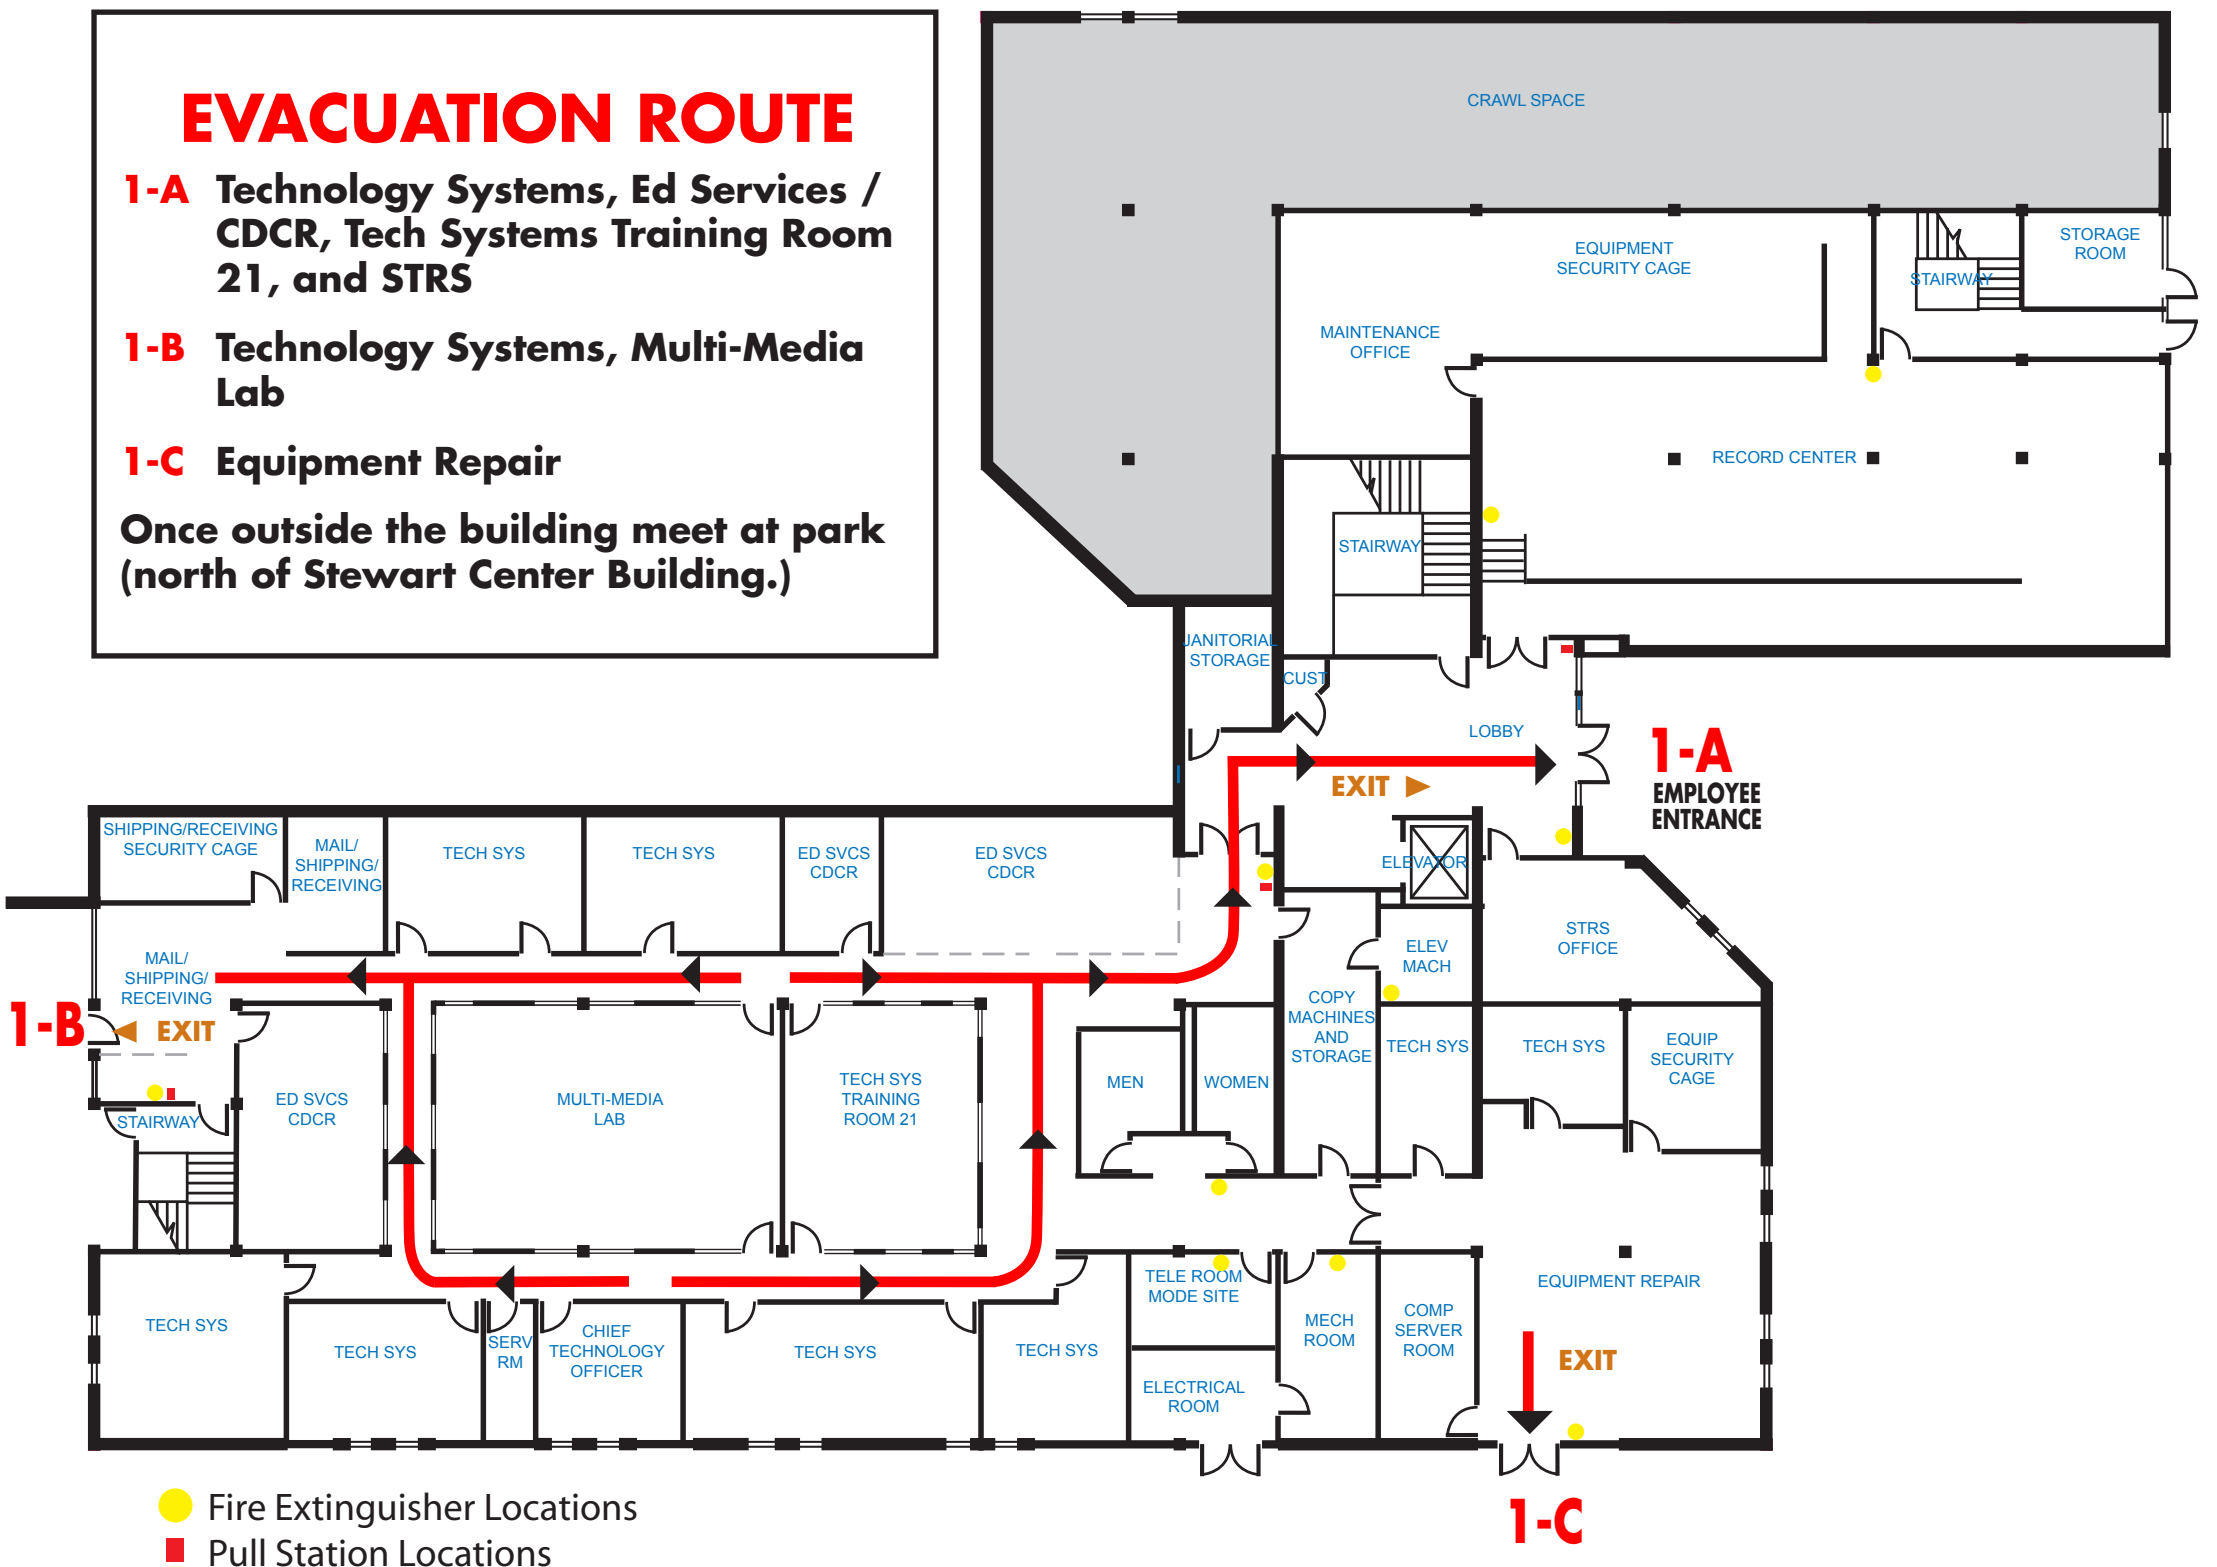 EVACUATION ROUTE
1-A Technology Systems, Ed Services /
CDCR, Tech Systems Training Room
21, and STRS
1-B Technology Systems, Multi-Media
Lab
1-C Equipment Repair
Once outside the building meet at park
(north of Stewart Center Building.)
CRAWL SPACE
EQUIPMENT
SECURITY CAGE
STORAGE
ROOM
STAIRWAY
MAINTENANCE
OFFICE
RECORD CENTER
STAIRWAY
JANITORIAL
STORAGE
CUST
LOBBY
EXIT
1-A
EMPLOYEE
ENTRANCE
SHIPPING/RECEIVING
SECURITY CAGE
MAIL/
SHIPPING/
RECEIVING
TECH SYS
TECH SYS
ED SVCS
CDCR
ED SVCS
CDCR
ELEVATOR
STRS
OFFICE
ELEV
MACH
MAIL/
SHIPPING/
RECEIVING
1-B
EXIT
COPY
MACHINES
AND
STORAGE
TECH SYS
TECH SYS
EQUIP
SECURITY
CAGE
MEN
WOMEN
STAIRWAY
ED SVCS
CDCR
MULTI-MEDIA
LAB
TECH SYS
TRAINING
ROOM 21
TELE ROOM
MODE SITE
EQUIPMENT REPAIR
TECH SYS
TECH SYS
SERV
RM
CHIEF
TECHNOLOGY
OFFICER
TECH SYS
TECH SYS
MECH
ROOM
COMP
SERVER
ROOM
EXIT
ELECTRICAL
ROOM
1-C
Fire Extinguisher Locations
Pull Station Locations